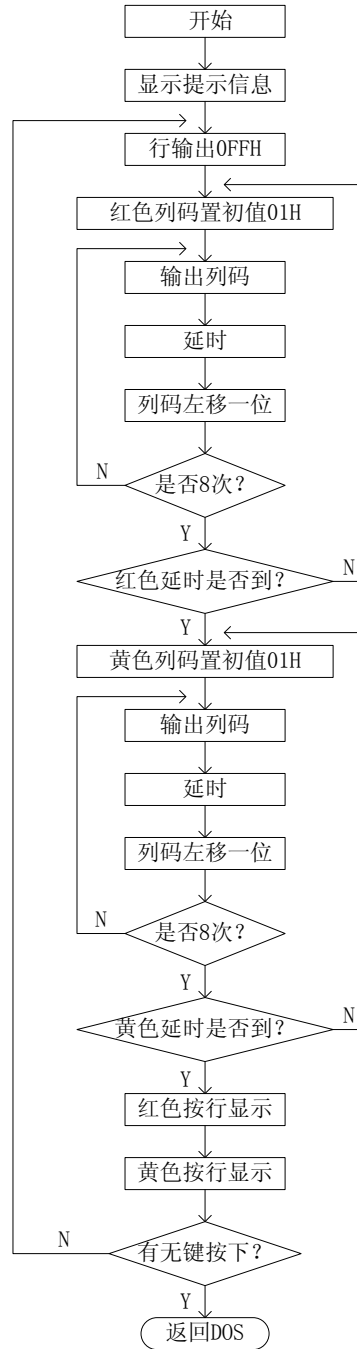 开始
显示提示信息
行输出0FFH
红色列码置初值01H
输出列码
延时
列码左移一位
N
是否8次?
Y
N
红色延时是否到?
Y
黄色列码置初值01H
输出列码
延时
列码左移一位
N
是否8次?
Y
N
黄色延时是否到?
Y
红色按行显示
黄色按行显示
N
有无键按下?
Y
返回DOS